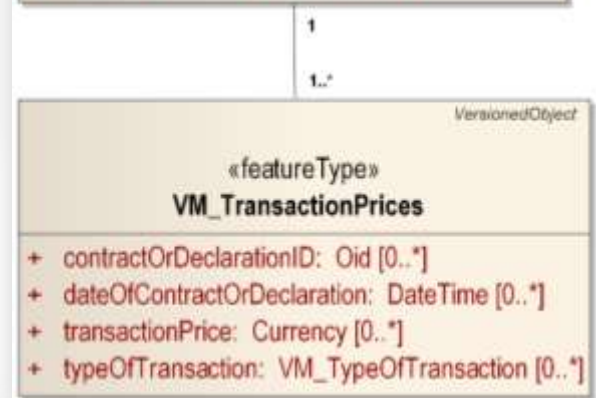 1
1..*
VersionedObject
«featureType»
VM_TransactionPrices
+ contractOrDeclarationID: Oid [0..*]
+ dateOfContractOrDeclaration: DateTime [0..*]
+ transactionPrice: Currency [0..*]
+ typeOfTransaction: VM_TypeOfTransaction [0..*]